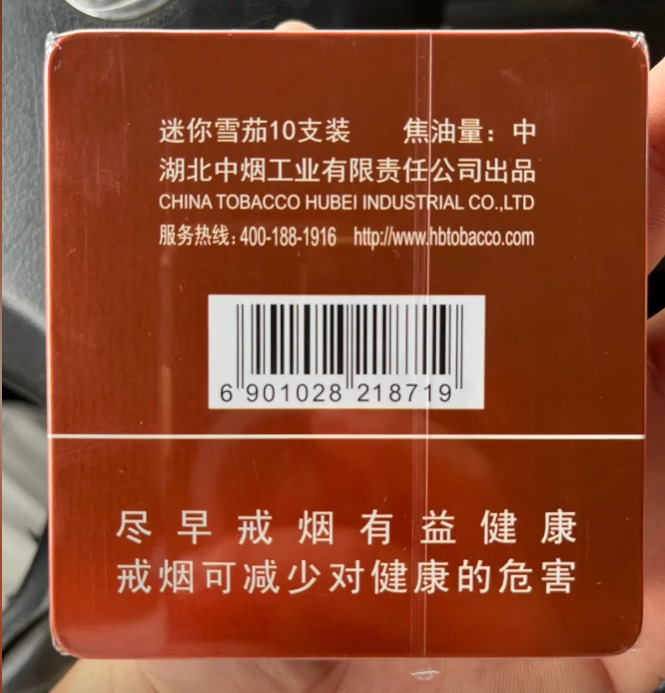 迷你雪茄10支装 焦油量：中
湖北中烟工业有限责任公司出品
CHINA TOBACCO HUBEI INDUSTRIAL CO.,LTD
服务热线：400-188-1916 http://www.hbtobacco.com
6 901028 218719
尽早戒烟有益健康
戒烟可减少对健康的危害